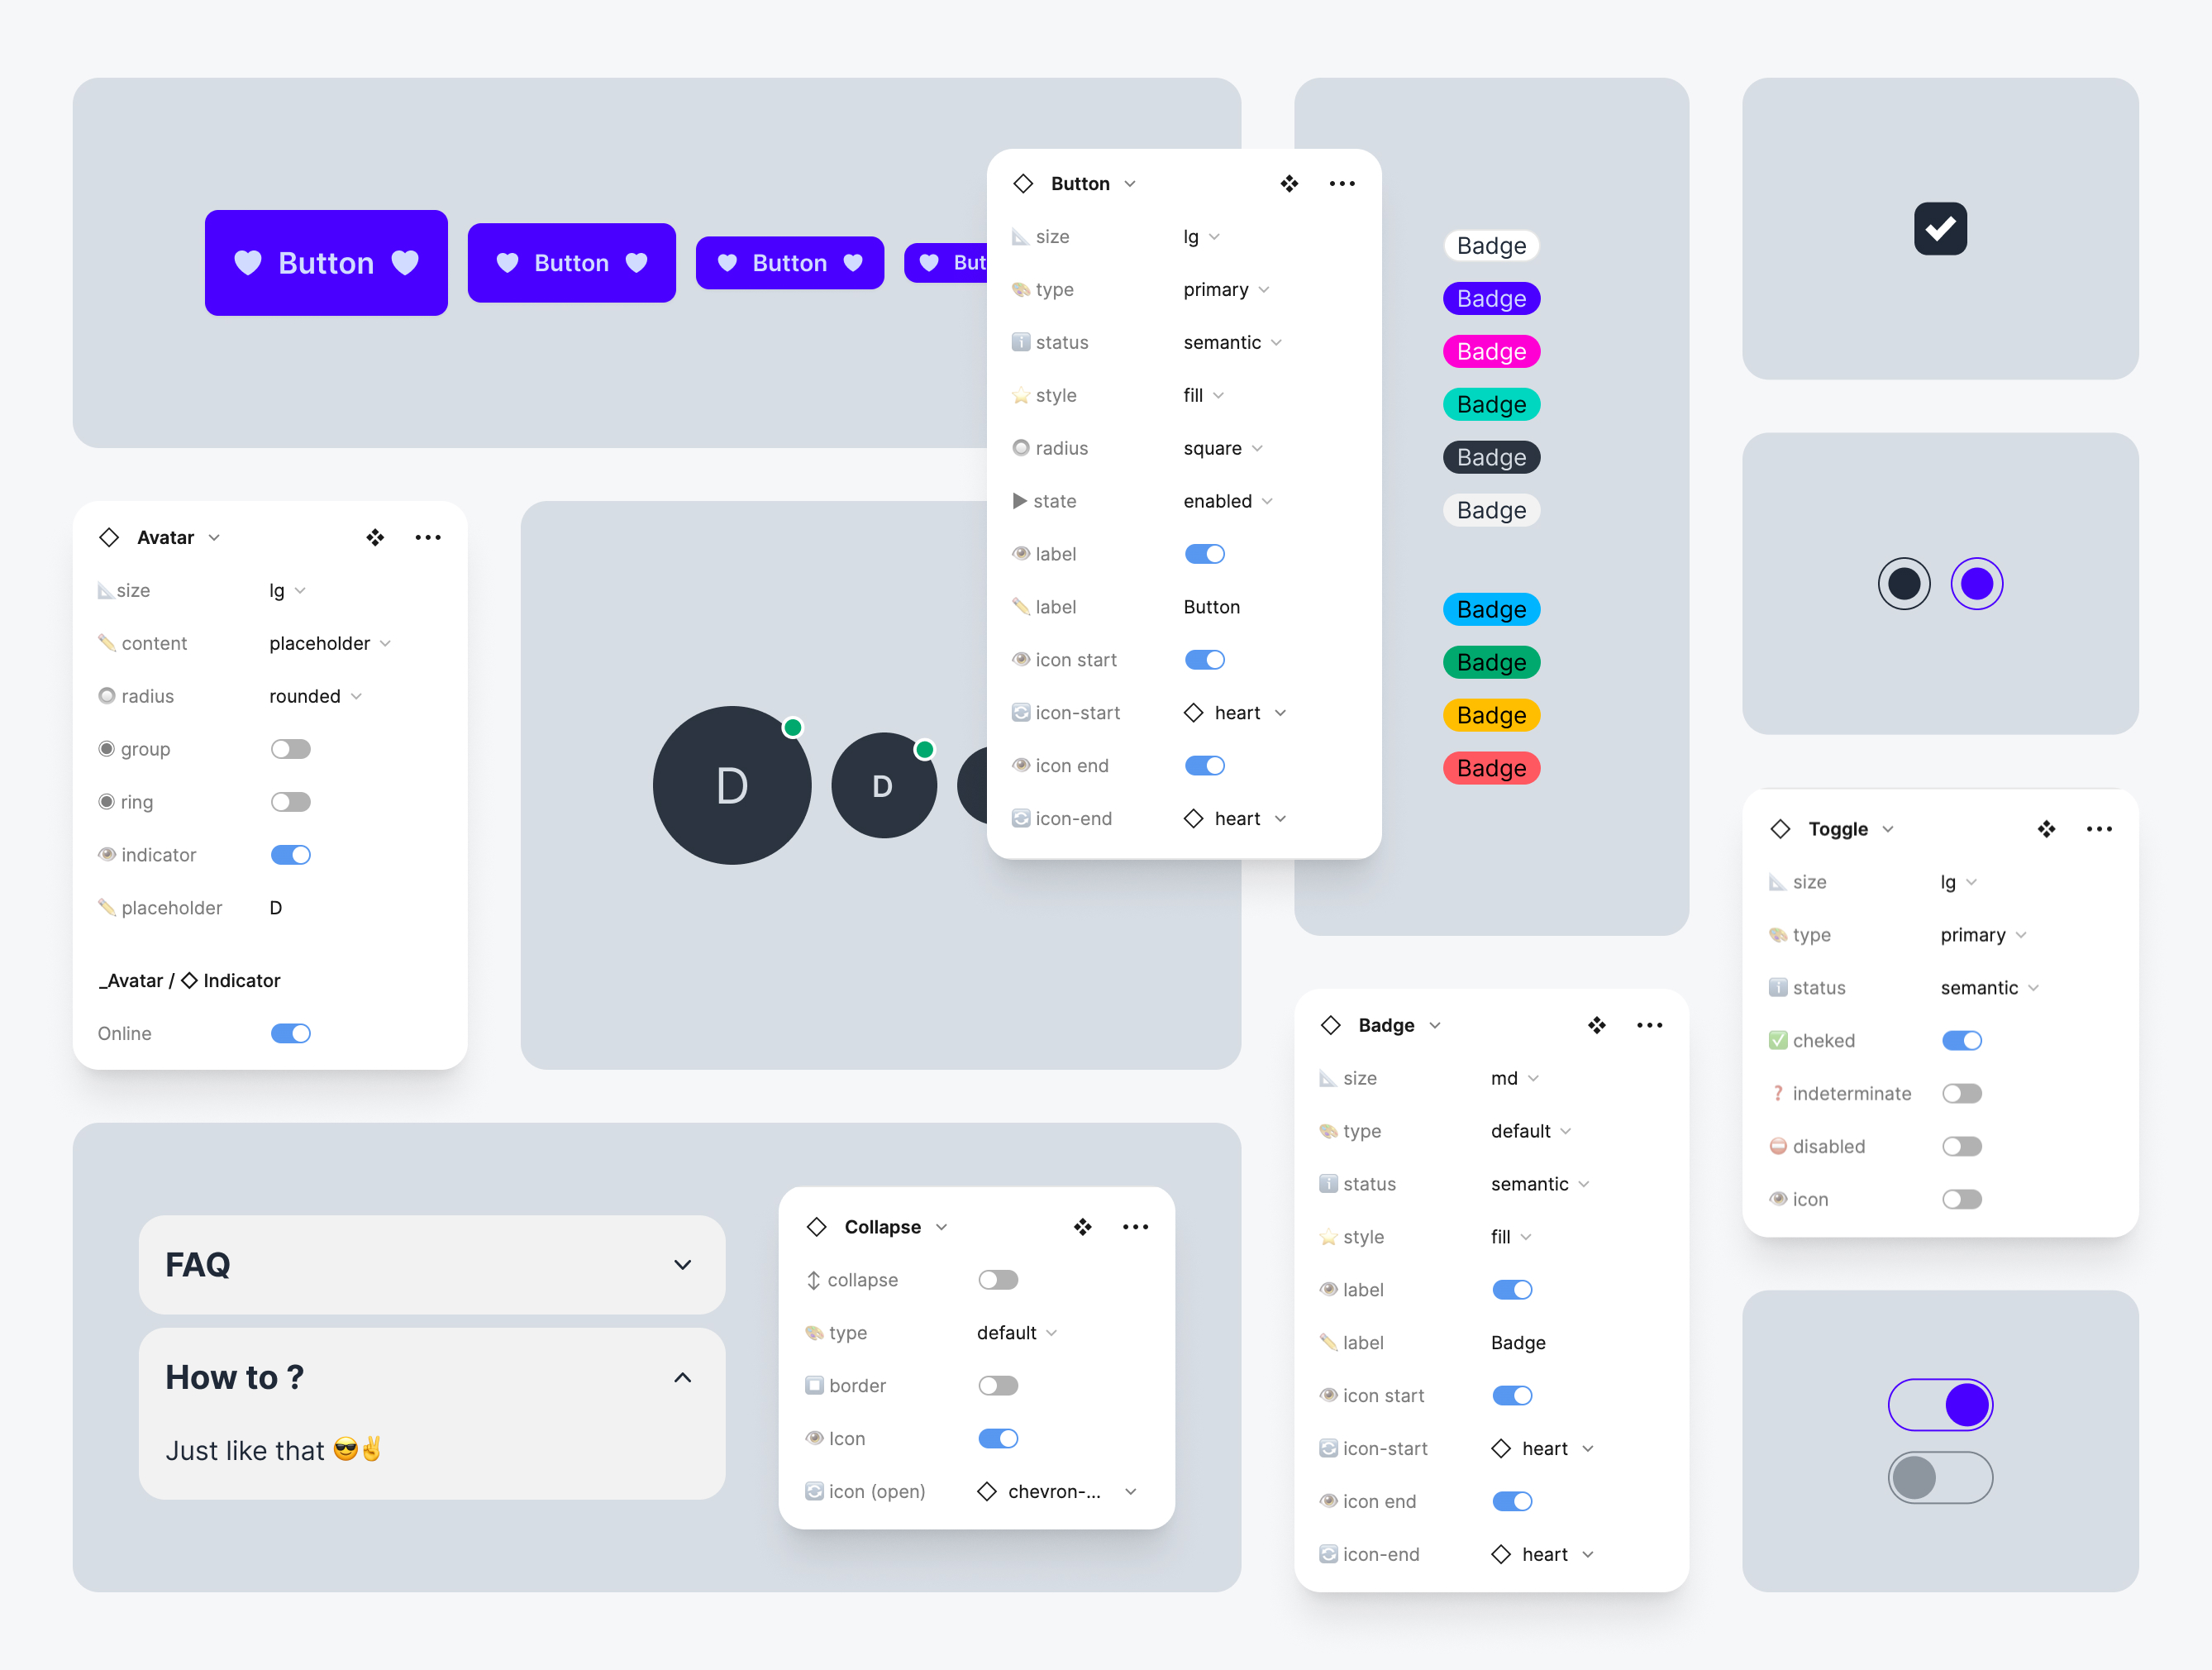 Button
Button
Button
But
Button
size lg
type primary
status semantic
style fill
radius square
state enabled
label
label Button
icon start
icon-start heart
icon end
icon-end heart
Badge
Badge
Badge
Badge
Badge
Badge
Badge
Badge
Badge
Badge
Avatar
size lg
content placeholder
radius rounded
group
ring
indicator
placeholder D
_Avatar / Indicator
Online
D
D
Toggle
size lg
type primary
status semantic
cheked
indeterminate
disabled
icon
FAQ
How to ?
Just like that 😎✌️
Collapse
collapse
type default
border
Icon
icon (open) chevron-...
Badge
size md
type default
status semantic
style fill
label
label Badge
icon start
icon-start heart
icon end
icon-end heart